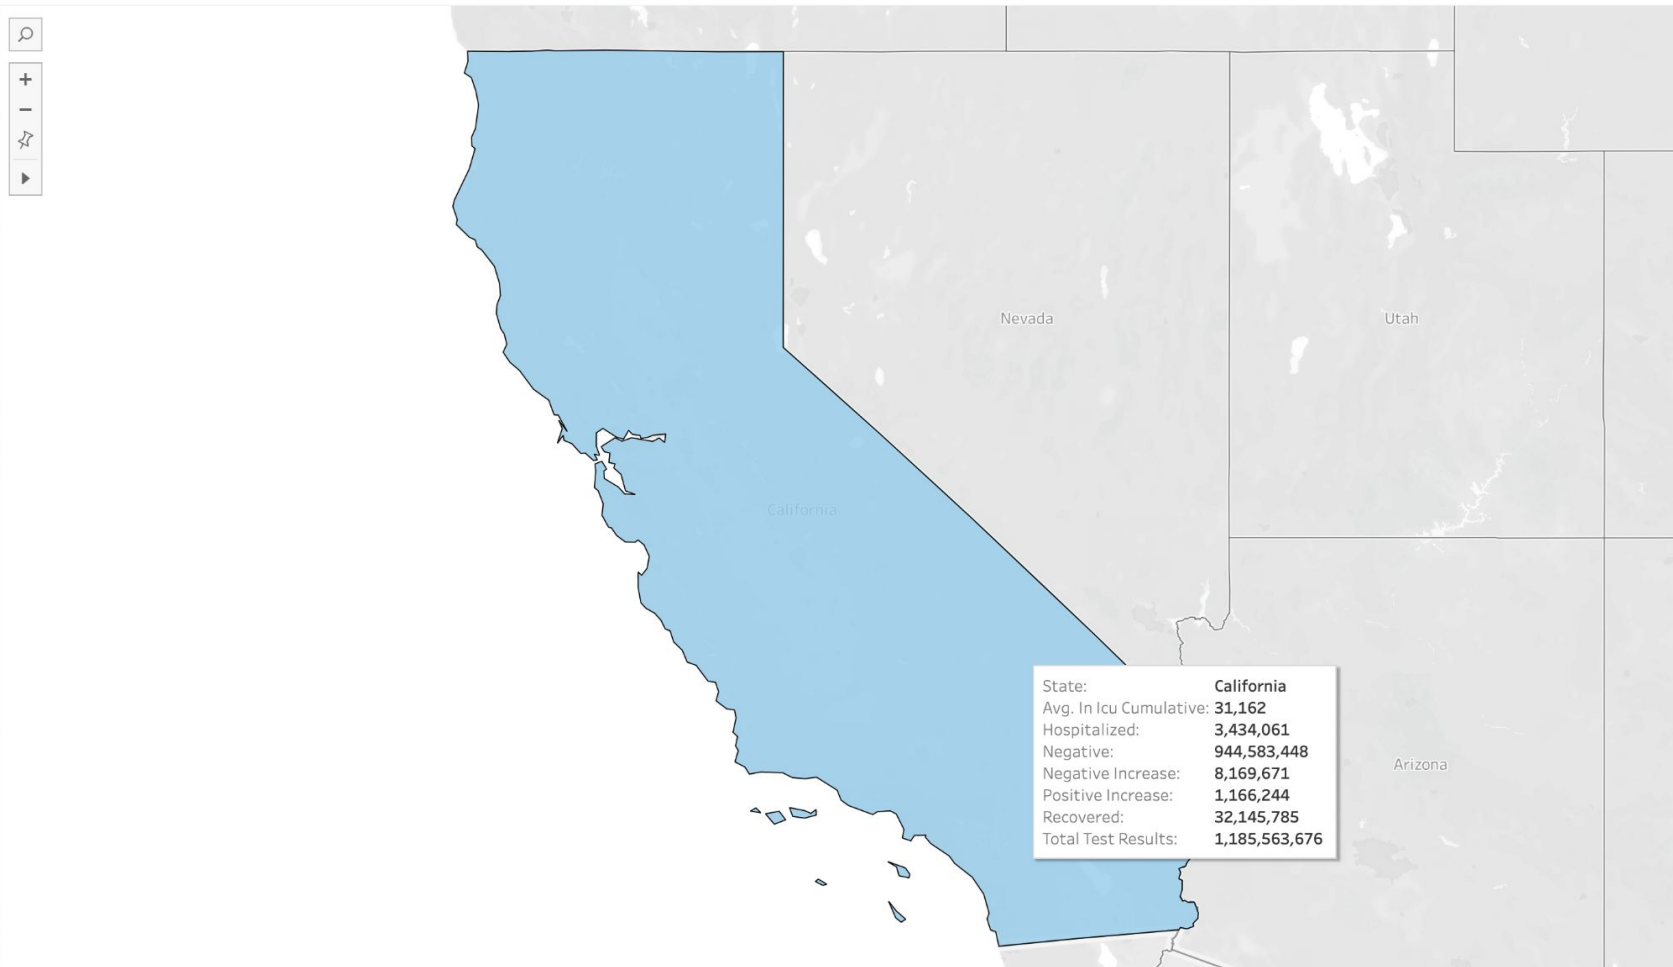 Nevada
Utah
California
State: California
Avg. In Icu Cumulative: 31,162
Hospitalized: 3,434,061
Negative: 944,583,448
Negative Increase: 8,169,671
Positive Increase: 1,166,244
Recovered: 32,145,785
Total Test Results: 1,185,563,676
Arizona